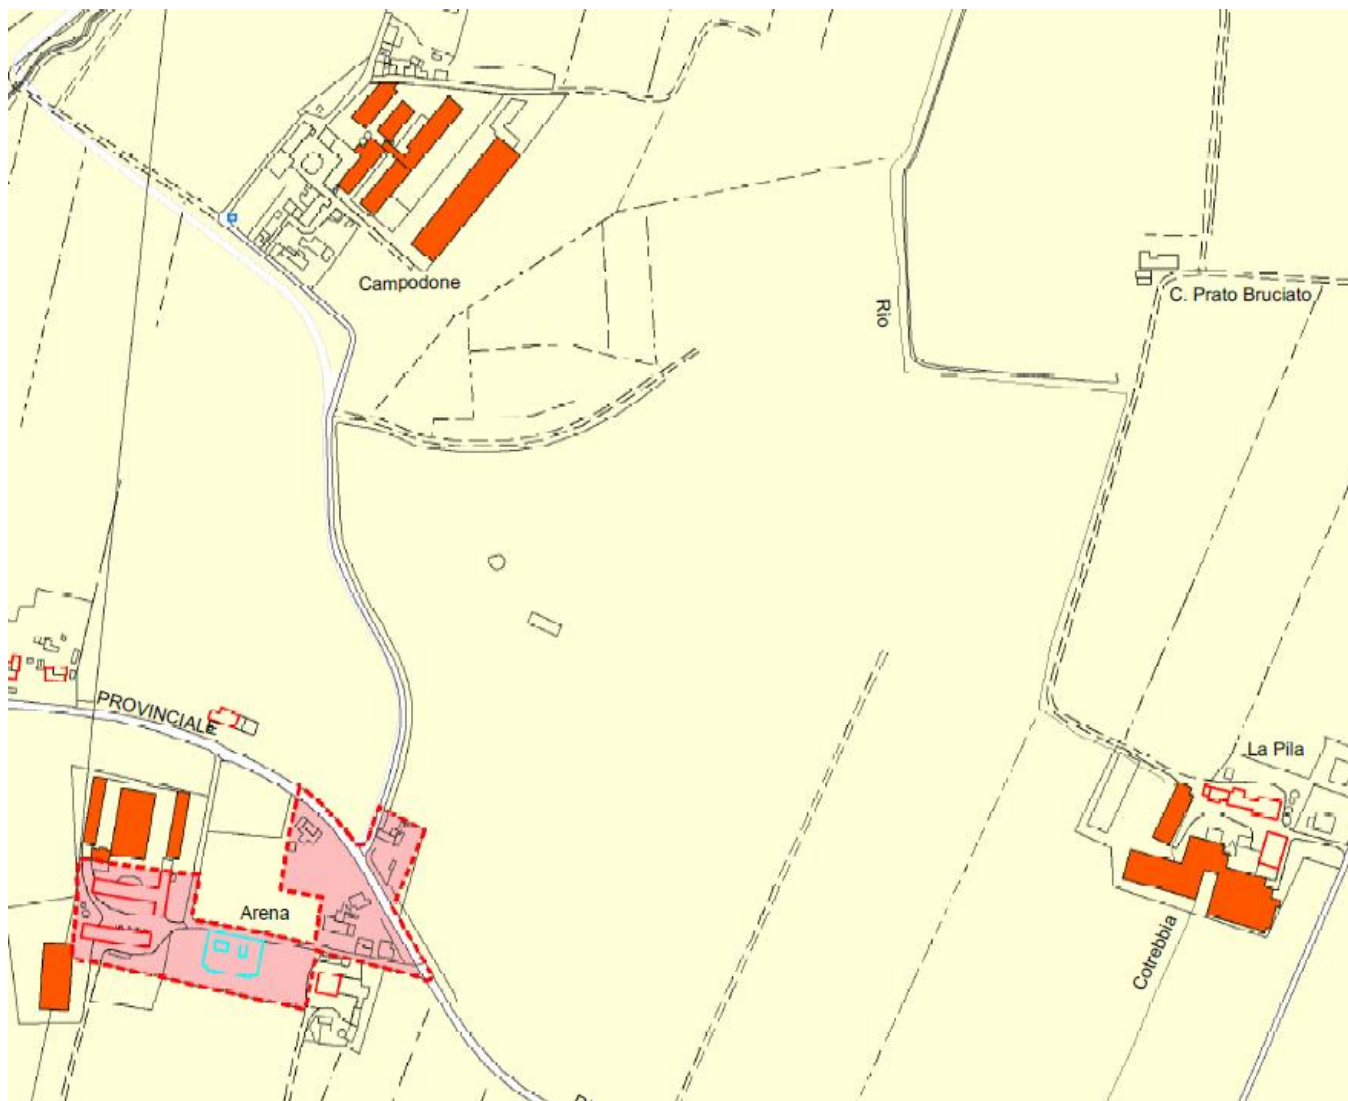 Campodone
C. Prato Bruciato
Rio
PROVINCIALE
La Pila
Arena
Cotrebbia